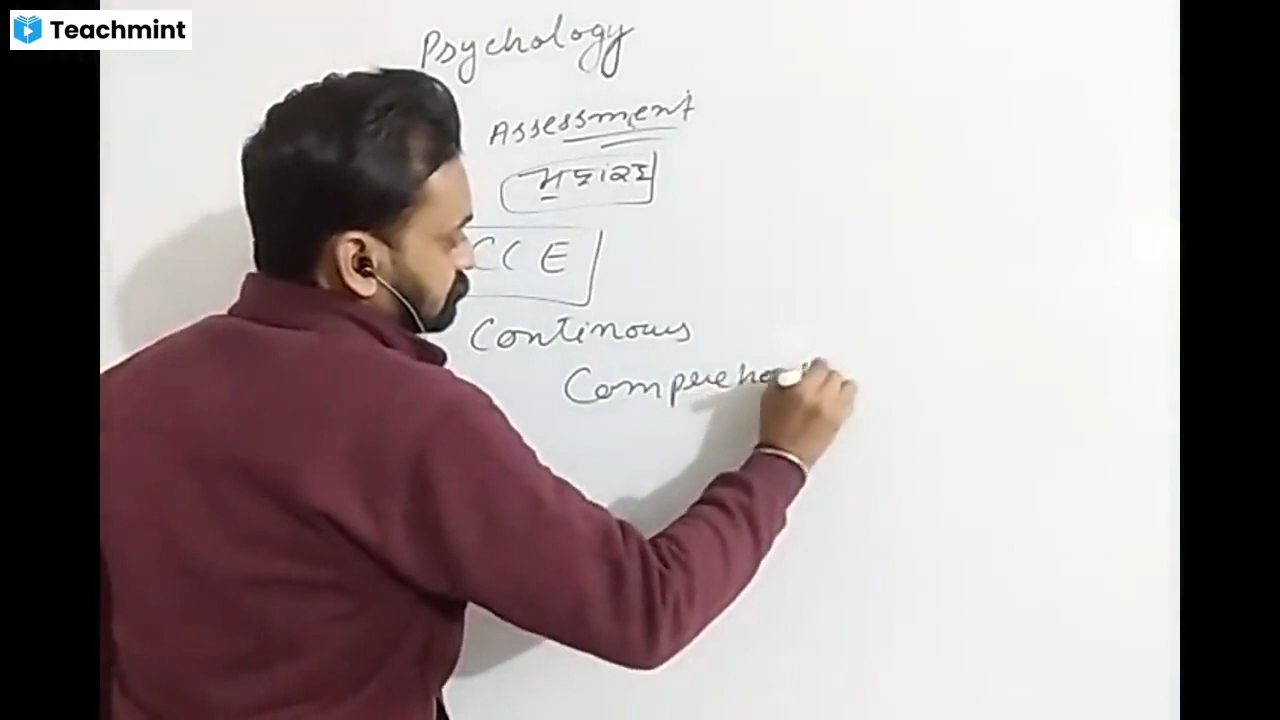 Teachmint
Psychology
Assessment
CCE
Continous